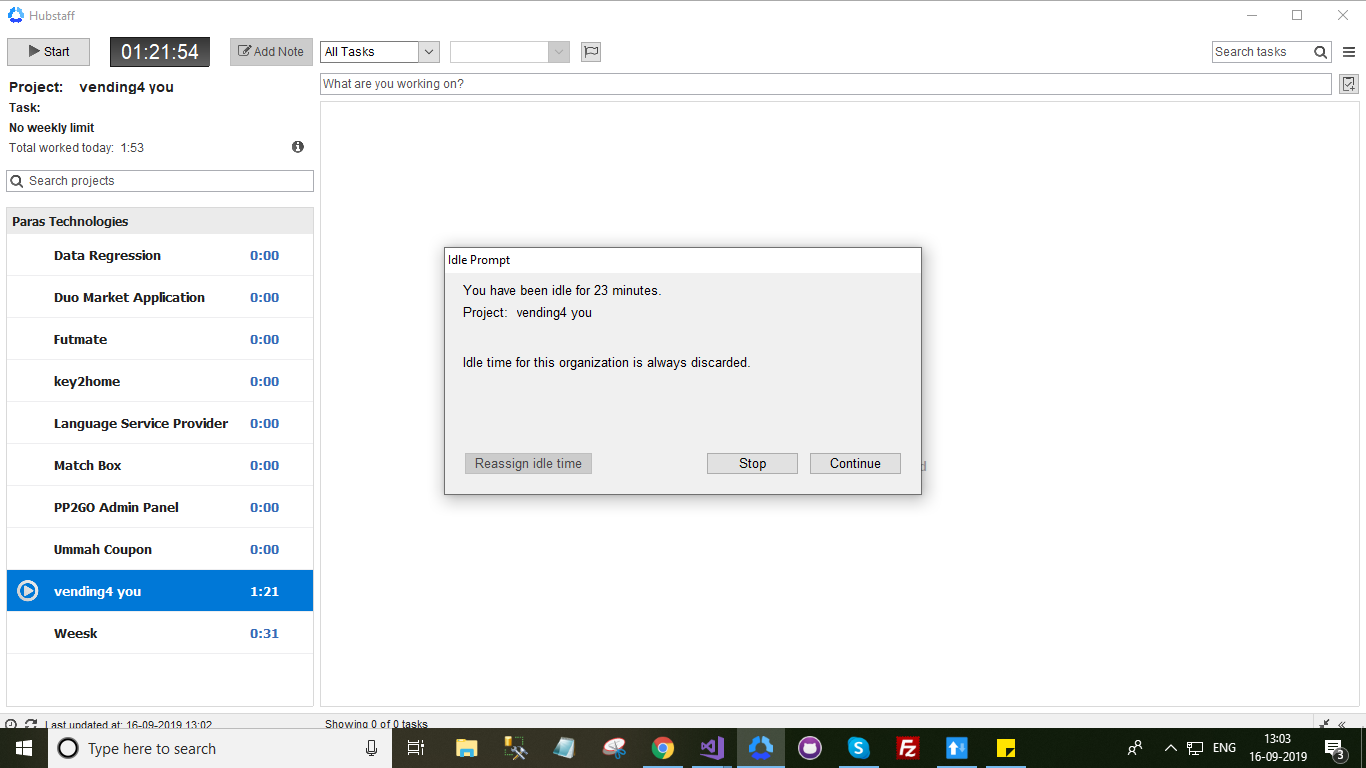 Hubstaff
Start
01:21:54
Add Note
All Tasks
Search tasks
Project: vending4 you
What are you working on?
Task:
No weekly limit
Total worked today: 1:53
Search projects
Paras Technologies
Data Regression 0:00
Duo Market Application 0:00
Futmate 0:00
key2home 0:00
Language Service Provider 0:00
Match Box 0:00
PP2GO Admin Panel 0:00
Ummah Coupon 0:00
vending4 you 1:21
Weesk 0:31
Idle Prompt
You have been idle for 23 minutes.
Project: vending4 you
Idle time for this organization is always discarded.
Reassign idle time
Stop
Continue
Last updated at: 16-09-2019 13:02
Showing 0 of 0 tasks
Type here to search
ENG
13:03
16-09-2019
3